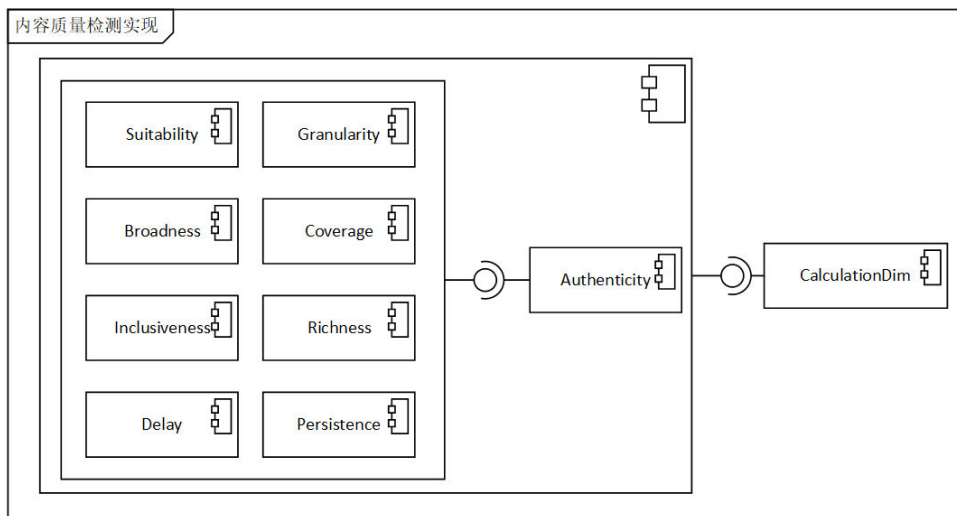 内容质量检测实现
Suitability
Granularity
Broadness
Coverage
Inclusiveness
Richness
Delay
Persistence
Authenticity
CalculationDim